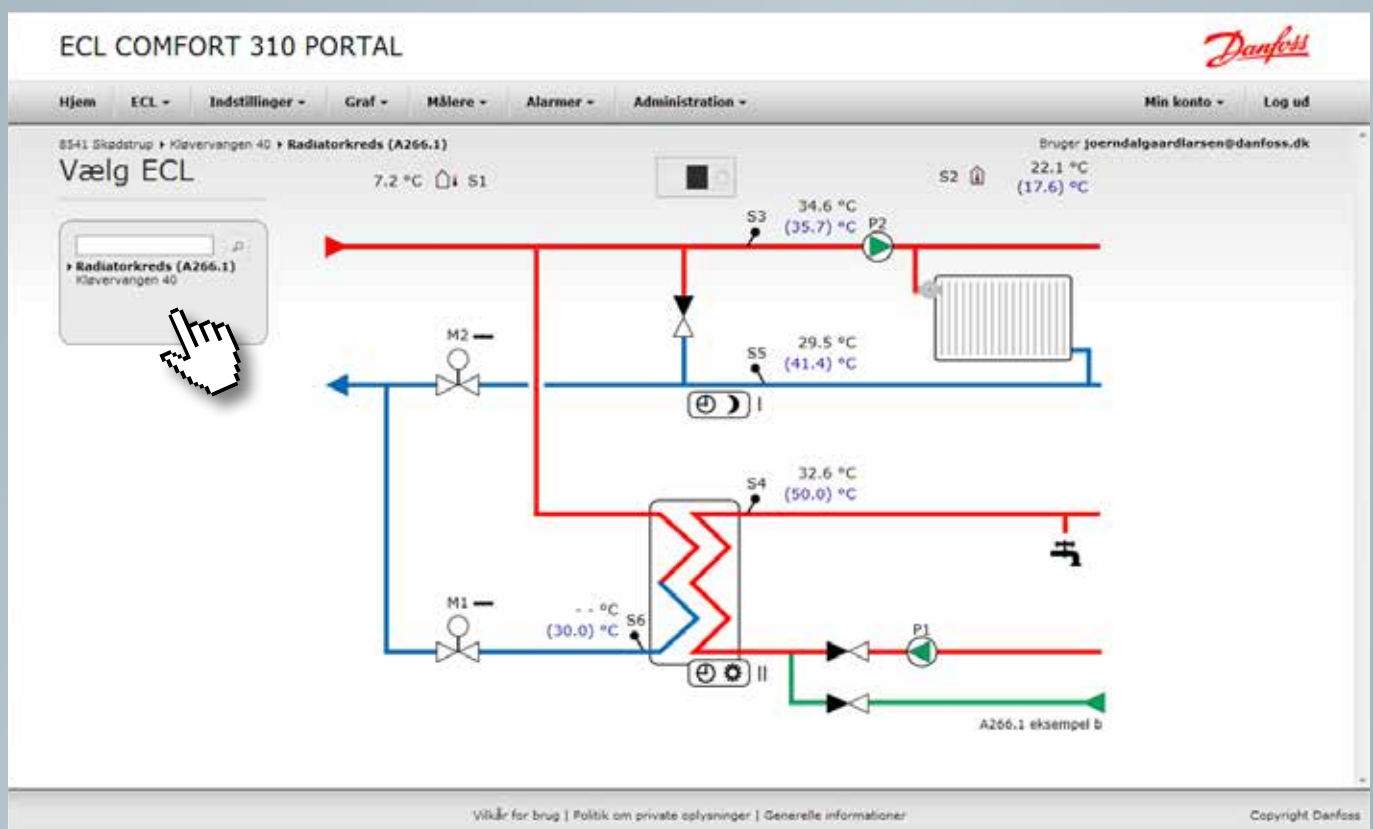 ECL COMFORT 310 PORTAL
Danfoss
Hjem ECL Indstillinger Graf Målere Alarmer Administration Min konto Log ud
8541 Skødstrup Kløvervangen 40 Radiatorkreds (A266.1)
Bruger joerndalgaardlarsen@danfoss.dk
Vælg ECL
7.2 °C S1
S2 22.1 °C
(17.6) °C
Radiatorkreds (A266.1)
Kløvervangen 40
S3 34.6 °C
(35.7) °C P2
M2
S5 29.5 °C
(41.4) °C
I
S4 32.6 °C
(50.0) °C
M1
- - °C
(30.0) °C S6
P1
II
A266.1 eksempel b
Vilkår for brug | Politik om private oplysninger | Generelle informationer
Copyright Danfoss